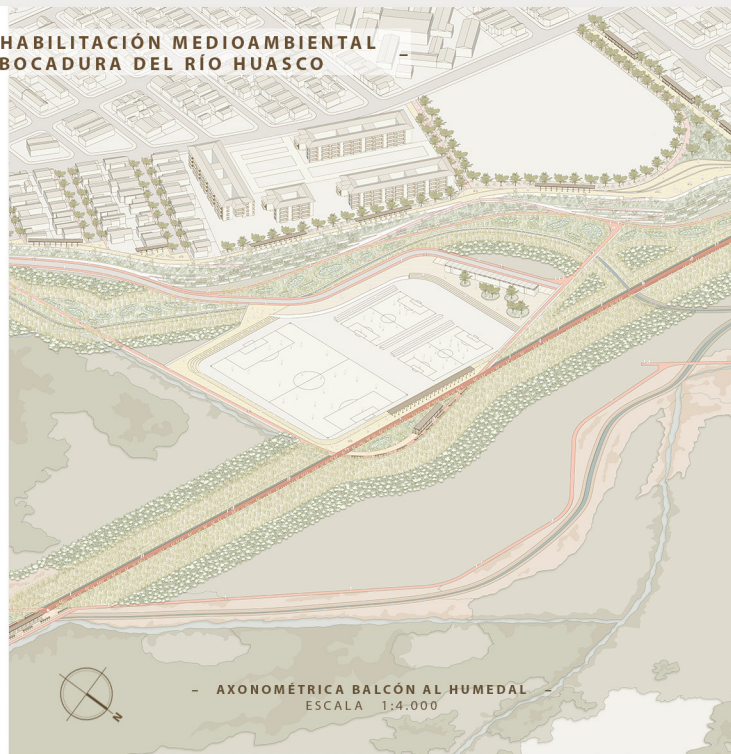 HABILITACIÓN MEDIOAMBIENTAL –
BOCADURA DEL RÍO HUASCO
N
– AXONOMÉTRICA BALCÓN AL HUMEDAL –
ESCALA 1:4.000